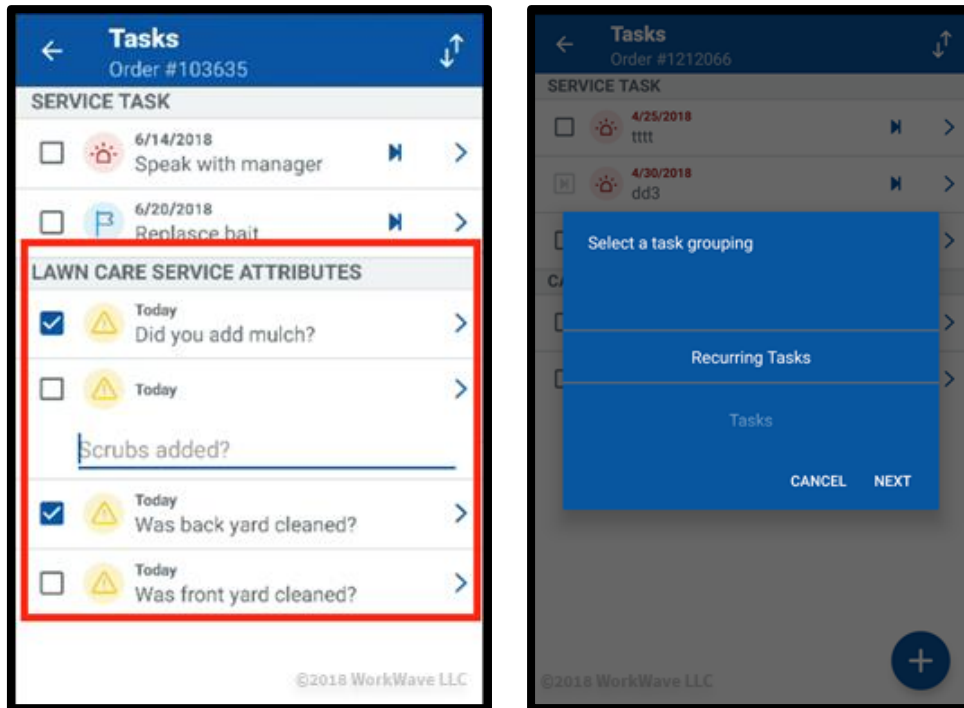 Tasks
Order #103635
SERVICE TASK
6/14/2018
Speak with manager
6/20/2018
Replasce bait
LAWN CARE SERVICE ATTRIBUTES
Today
Did you add mulch?
Today
Scrubs added?
Today
Was back yard cleaned?
Today
Was front yard cleaned?
©2018 WorkWave LLC
Tasks
Order #1212066
SERVICE TASK
4/25/2018
tttt
4/30/2018
dd3
Select a task grouping
CA
Recurring Tasks
Tasks
CANCEL NEXT
©2018 WorkWave LLC